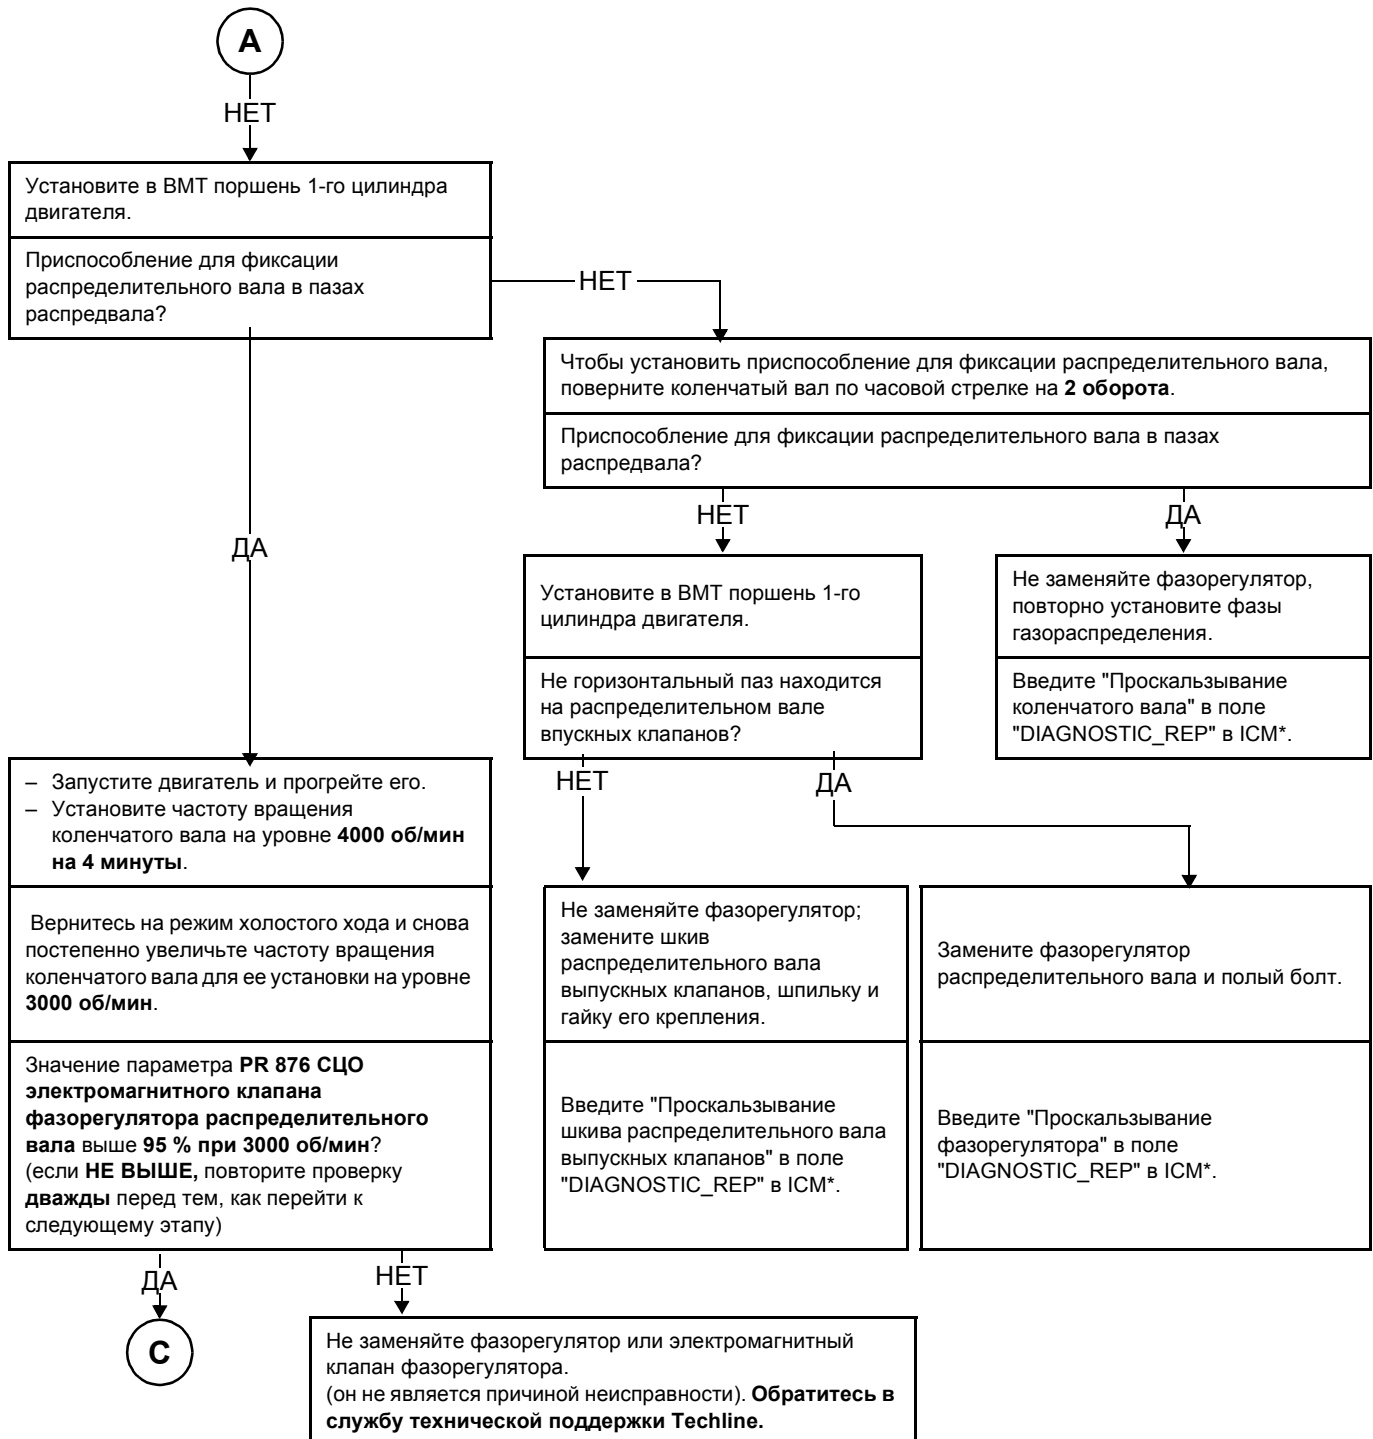 A
НЕТ
Установите в ВМТ поршень 1-го цилиндра
двигателя.
Приспособление для фиксации
распределительного вала в пазах
распредвала?
НЕТ
Чтобы установить приспособление для фиксации распределительного вала,
поверните коленчатый вал по часовой стрелке на 2 оборота.
Приспособление для фиксации распределительного вала в пазах
распредвала?
НЕТ
ДА
ДА
Установите в ВМТ поршень 1-го
цилиндра двигателя.
Не горизонтальный паз находится
на распределительном вале
впускных клапанов?
Не заменяйте фазорегулятор,
повторно установите фазы
газораспределения.
Введите "Проскальзывание
коленчатого вала" в поле
"DIAGNOSTIC_REP" в ICM*.
НЕТ
ДА
– Запустите двигатель и прогрейте его.
– Установите частоту вращения
коленчатого вала на уровне 4000 об/мин
на 4 минуты.
Вернитесь на режим холостого хода и снова
постепенно увеличьте частоту вращения
коленчатого вала для ее установки на уровне
3000 об/мин.
Значение параметра PR 876 СЦО
электромагнитного клапана
фазорегулятора распределительного
вала выше 95 % при 3000 об/мин?
(если НЕ ВЫШЕ, повторите проверку
дважды перед тем, как перейти к
следующему этапу)
Не заменяйте фазорегулятор;
замените шкив
распределительного вала
выпускных клапанов, шпильку и
гайку его крепления.
Введите "Проскальзывание
шкива распределительного вала
выпускных клапанов" в поле
"DIAGNOSTIC_REP" в ICM*.
Замените фазорегулятор
распределительного вала и полый болт.
Введите "Проскальзывание
фазорегулятора" в поле
"DIAGNOSTIC_REP" в ICM*.
ДА
НЕТ
C
Не заменяйте фазорегулятор или электромагнитный
клапан фазорегулятора.
(он не является причиной неисправности). Обратитесь в
службу технической поддержки Techline.